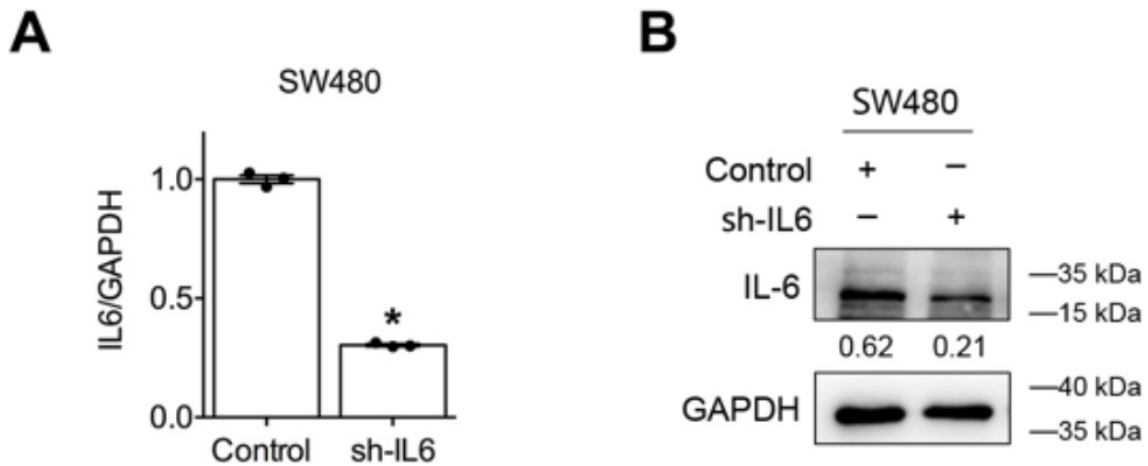 A
SW480
IL6/GAPDH
1.0
0.5
0.0
*
Control
sh-IL6
B
SW480
Control + −
sh-IL6 − +
IL-6
35 kDa
15 kDa
0.62 0.21
GAPDH
40 kDa
35 kDa